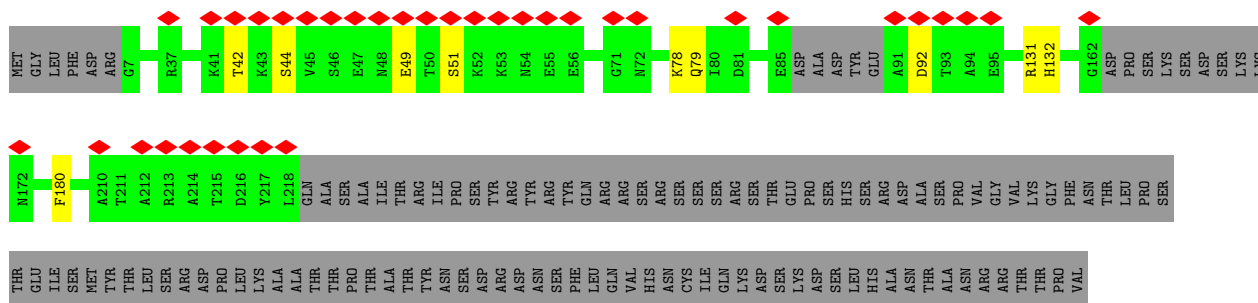 MET GLY LEU PHE ASP ARG G7 R37 K41 T42 K43 S44 V45 S46 E47 N48 E49 T50 S51 K52 K53 N54 E55 E56 G71 N72 K78 Q79 I80 D81 E85 ASP ALA ASP TYR GLU A91 D92 T93 A94 E95 R131 H132 G162 ASP PRO SER LYS SER ASP SER LYS
N172 F180 A210 T211 A212 R213 A214 T215 D216 Y217 L218 GLN ALA SER ALA ILE THR ARG ILE PRO SER TYR ARG TYR ARG TYR GLN ARG ARG SER ARG SER SER SER ARG SER THR GLU PRO SER HIS SER ARG ASP ALA SER PRO VAL GLY VAL LYS GLY PHE ASN THR LEU PRO SER
THR GLU ILE SER MET TYR THR LEU SER ARG ASP PRO LEU LYS ALA ALA THR THR PRO THR ALA THR TYR ASN SER ASP ARG ASP ASN SER PHE LEU GLN VAL HIS ASN CYS ILE GLN LYS ASP SER LYS ASP SER LEU HIS ALA ASN THR ALA ASN ARG ARG THR THR PRO VAL